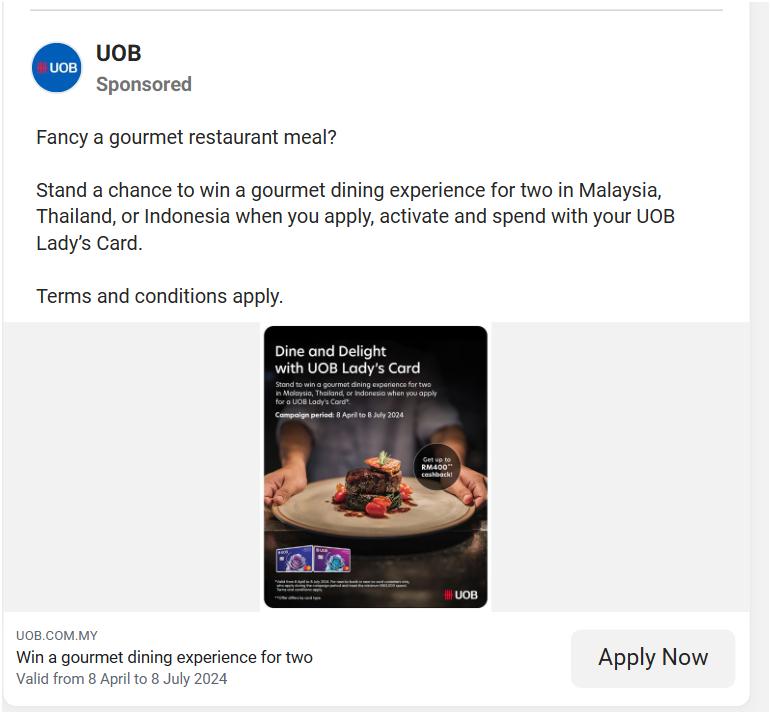 UOB
UOB
Sponsored
Fancy a gourmet restaurant meal?
Stand a chance to win a gourmet dining experience for two in Malaysia,
Thailand, or Indonesia when you apply, activate and spend with your UOB
Lady's Card.
Terms and conditions apply.
Dine and Delight
with UOB Lady's Card
Stand to win a gourmet dining experience for two
in Malaysia, Thailand, or Indonesia when you apply
for a UOB Lady's Card*.
Campaign period: 8 April to 8 July 2024
Get up to
RM400**
cashback!
Terms and conditions apply.
**Offer differs by card type.
UOB
UOB.COM.MY
Win a gourmet dining experience for two
Valid from 8 April to 8 July 2024
Apply Now